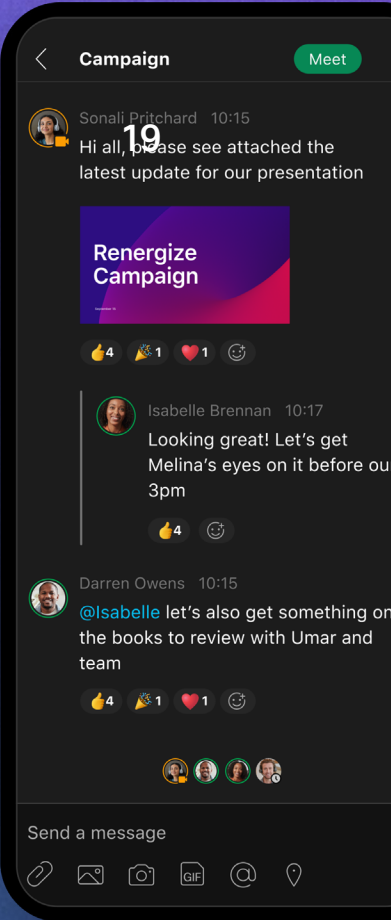 Campaign
Meet
Sonali Pritchard 10:15
19
Hi all, please see attached the
latest update for our presentation
Renergize
Campaign
4
1
1
Isabelle Brennan 10:17
Looking great! Let's get
Melina's eyes on it before ou
3pm
4
Darren Owens 10:15
@Isabelle let's also get something on
the books to review with Umar and
team
4
1
1
Send a message
GIF